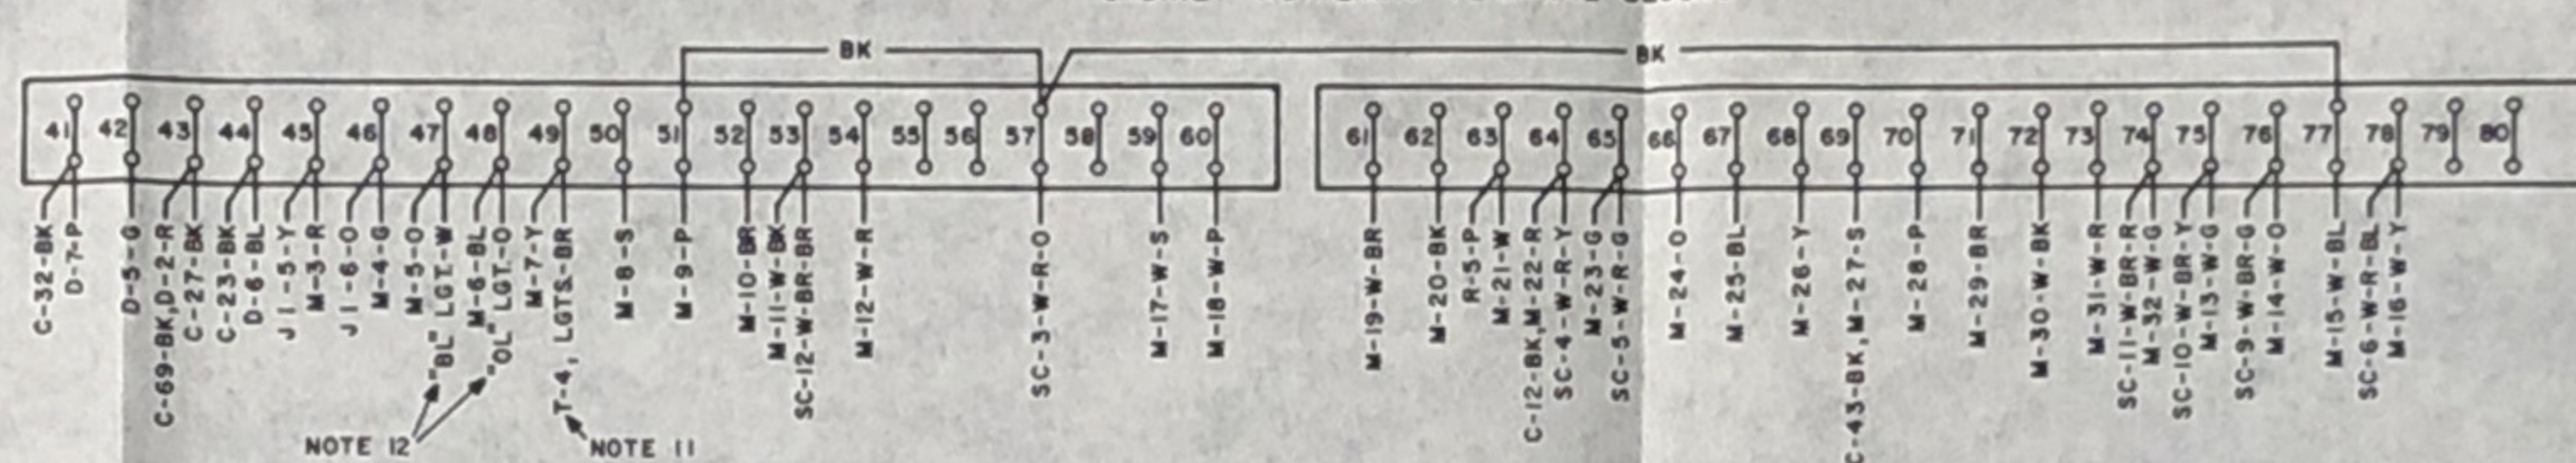 BK BK
41 42 43 44 45 46 47 48 49 50 51 52 53 54 55 56 57 58 59 60 61 62 63 64 65 66 67 68 69 70 71 72 73 74 75 76 77 78 79 80
C-32-BK
D-7-P
D-5-G
C-69-BK,D-2-R
C-27-BK
C-23-BK
D-6-BL
J1-5-Y
M-3-R
J1-6-O
M-4-G
M-5-O
"BL" LGT.-W
M-6-BL
"OL" LGT.-O
M-7-Y
T-4, LGTS.-BR
M-8-S
M-9-P
M-10-BR
M-11-W-BK
SC-12-W-BR-BR
M-12-W-R
SC-3-W-R-O
M-17-W-S
M-18-W-P
M-19-W-BR
M-20-BK
R-5-P
M-21-W
C-12-BK,M-22-R
SC-4-W-R-Y
M-23-G
SC-5-W-R-G
M-24-O
M-25-BL
M-26-Y
C-43-BK,M-27-S
M-28-P
M-29-BR
M-30-W-BK
M-31-W-R
SC-11-W-BR-R
M-32-W-G
SC-10-W-BR-Y
M-13-W-G
SC-9-W-BR-G
M-14-W-O
M-15-W-BL
SC-6-W-R-BL
M-16-W-Y
NOTE 12
NOTE 11